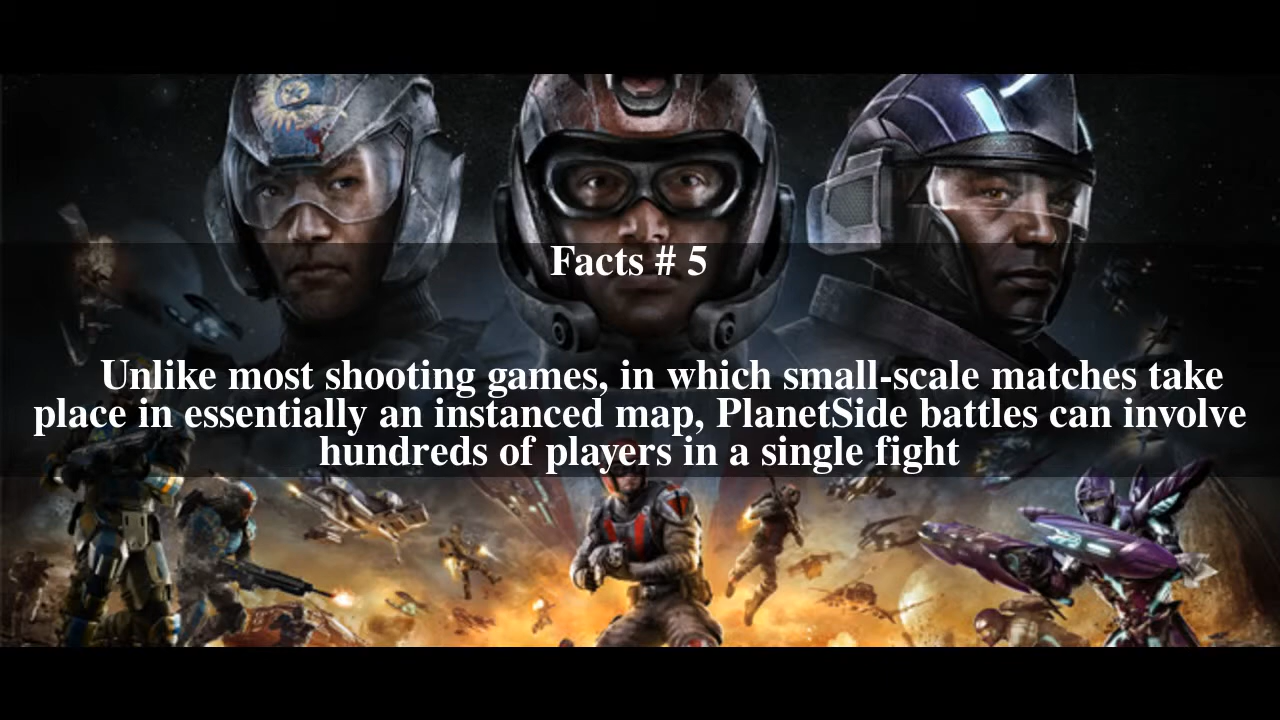 Facts # 5
Unlike most shooting games, in which small-scale matches take
place in essentially an instanced map, PlanetSide battles can involve
hundreds of players in a single fight